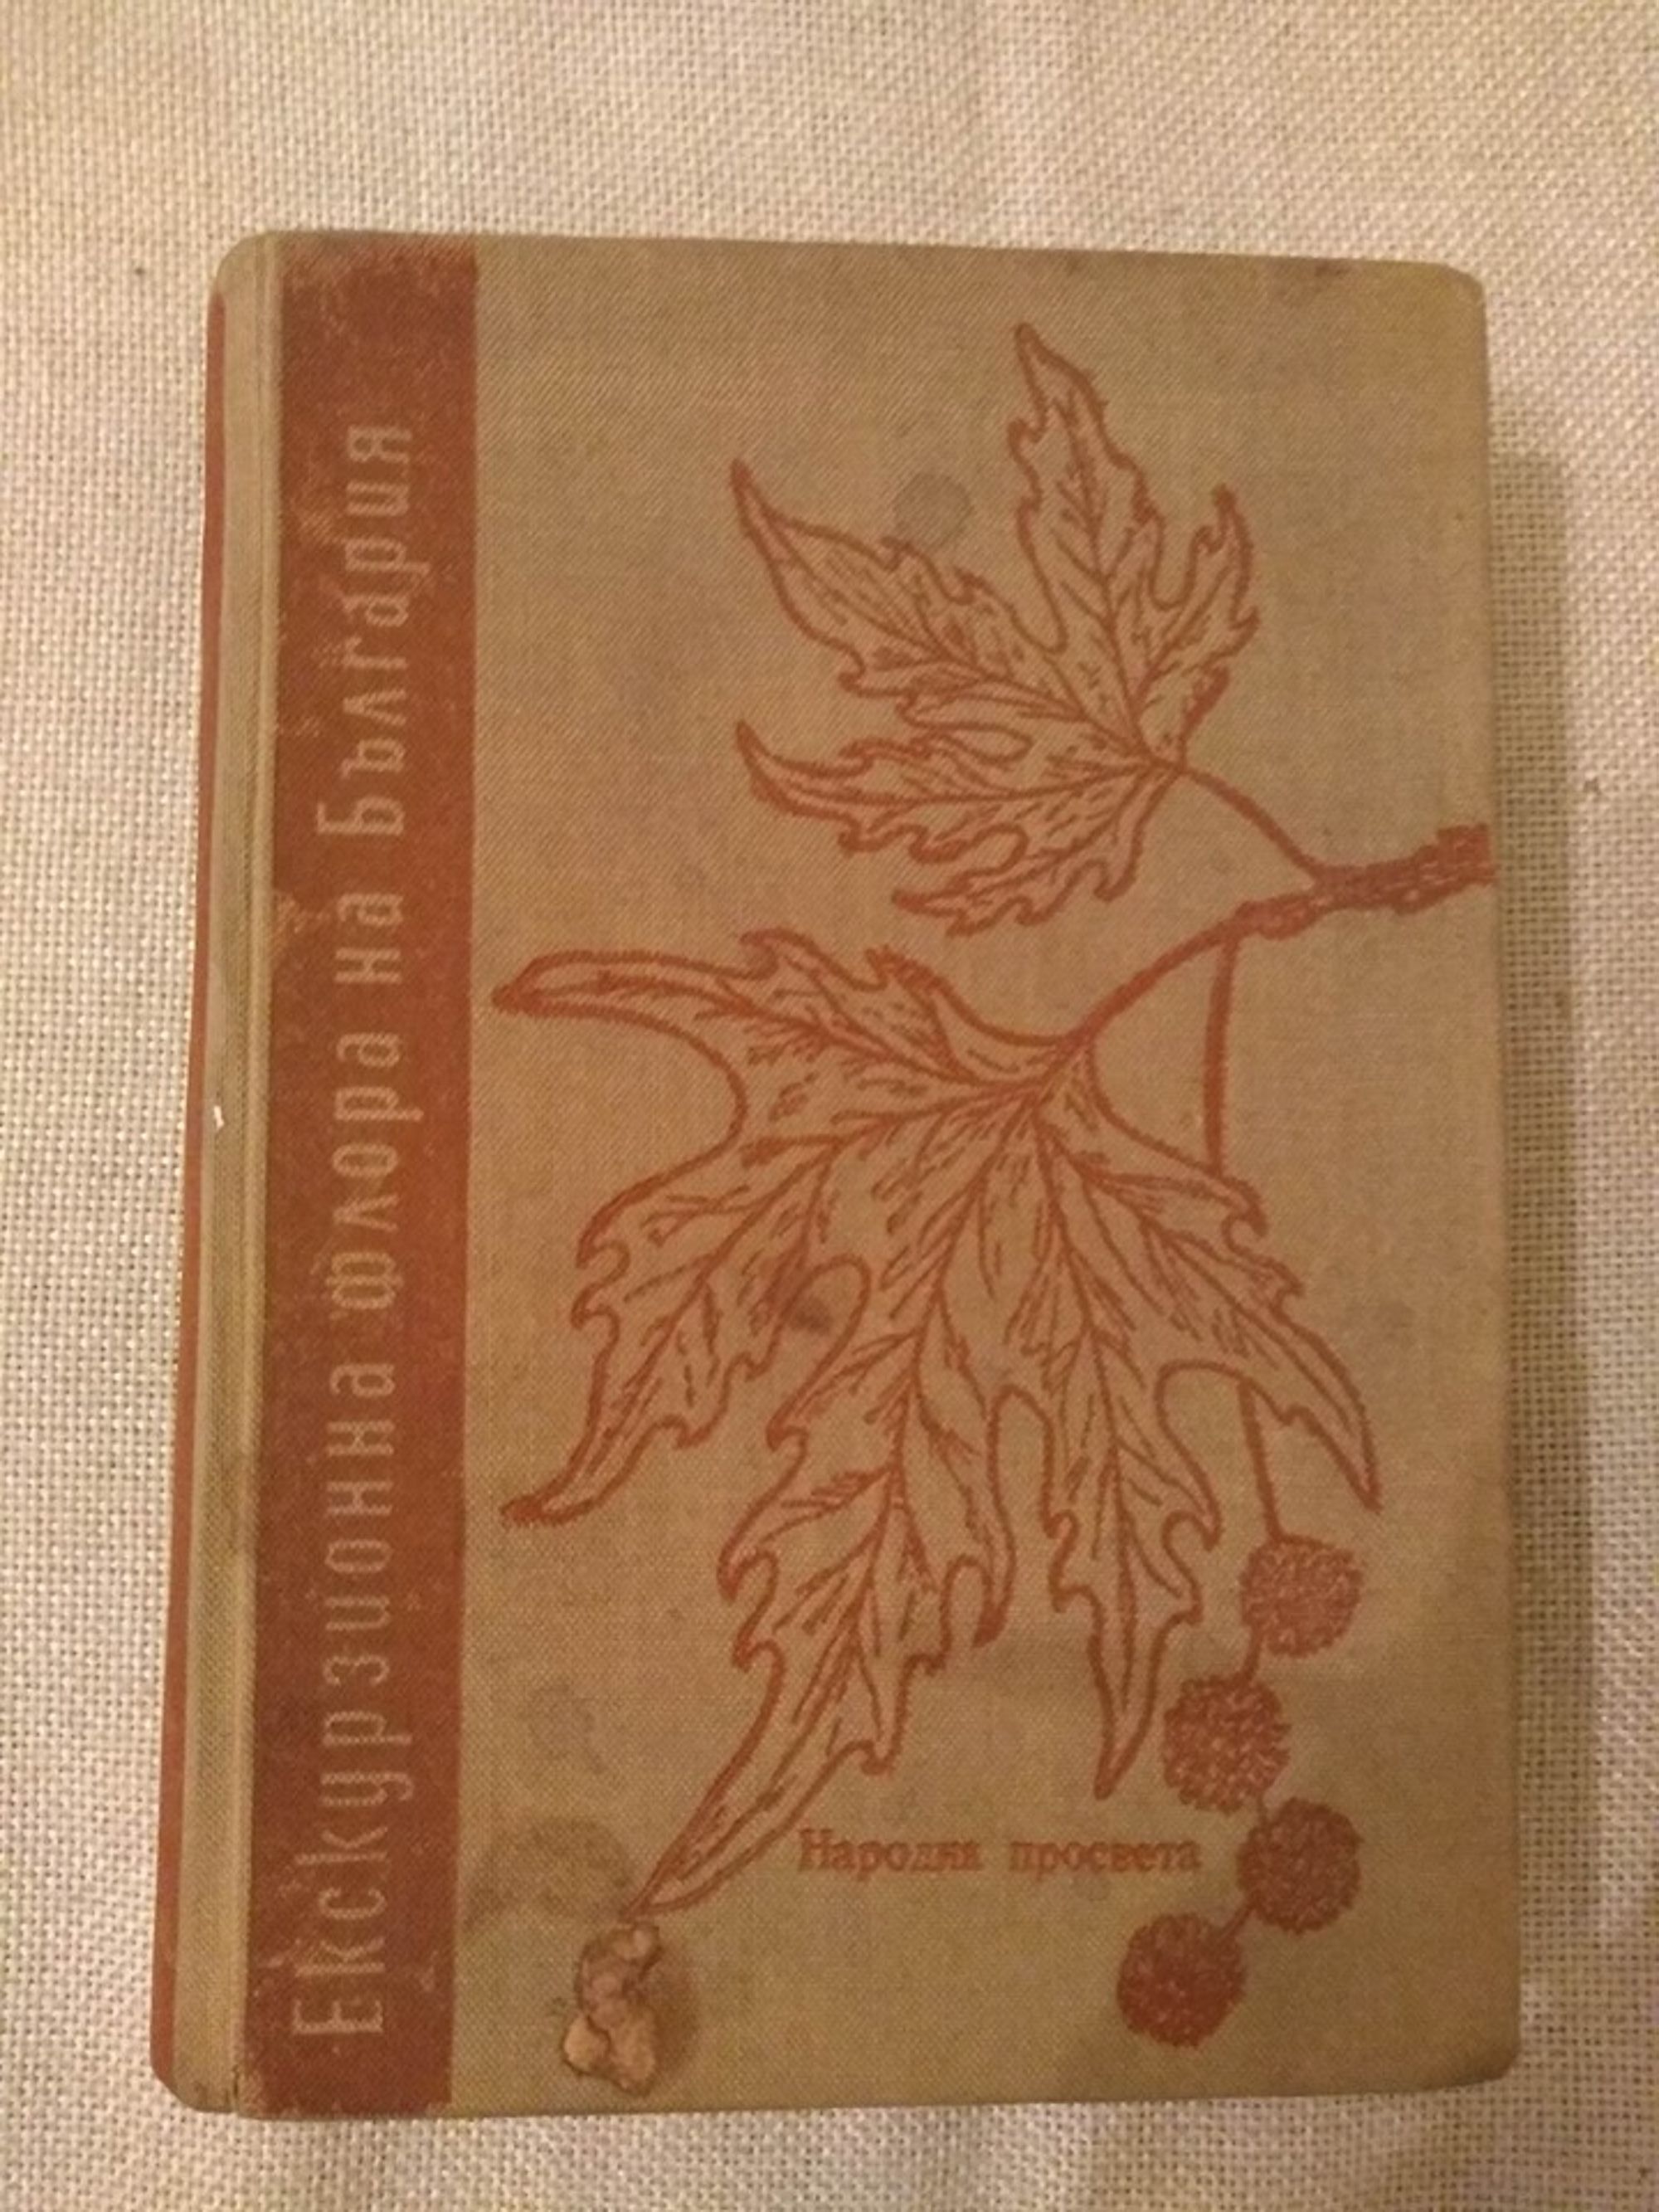 Екскурзионна флора на България
Народна просвета